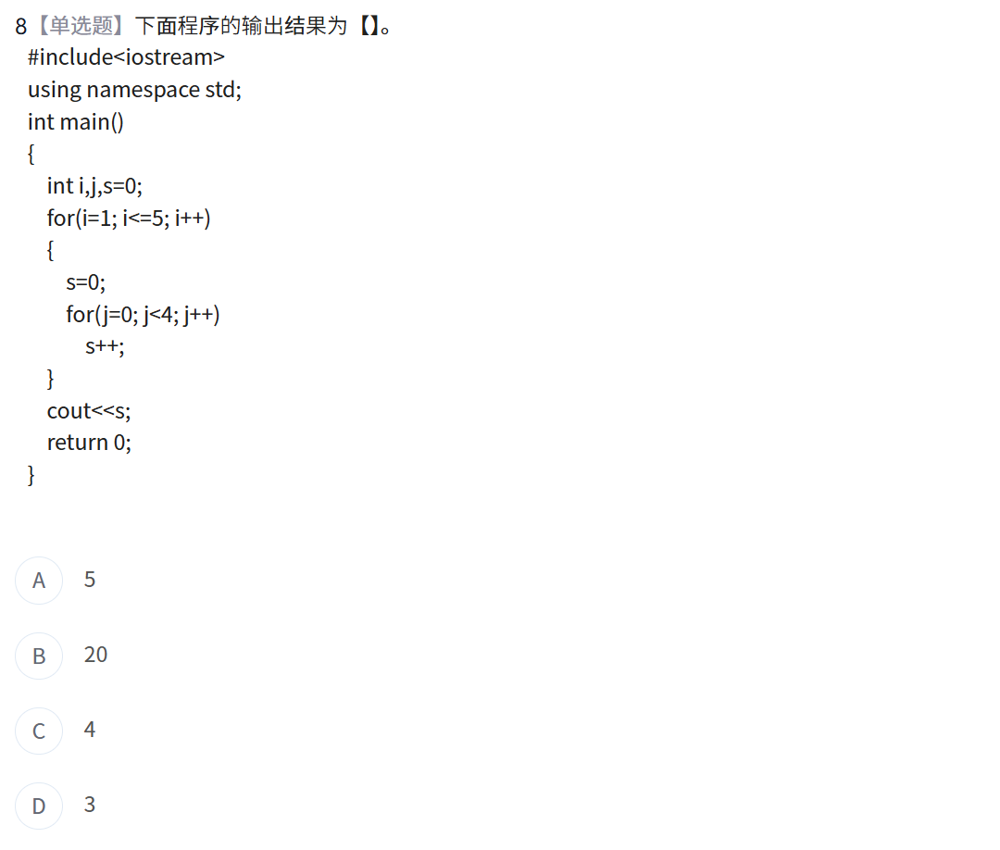 8【单选题】下面程序的输出结果为【】。
#include<iostream>
using namespace std;
int main()
{
int i,j,s=0;
for(i=1; i<=5; i++)
{
s=0;
for(j=0; j<4; j++)
s++;
}
cout<<s;
return 0;
}
A 5
B 20
C 4
D 3